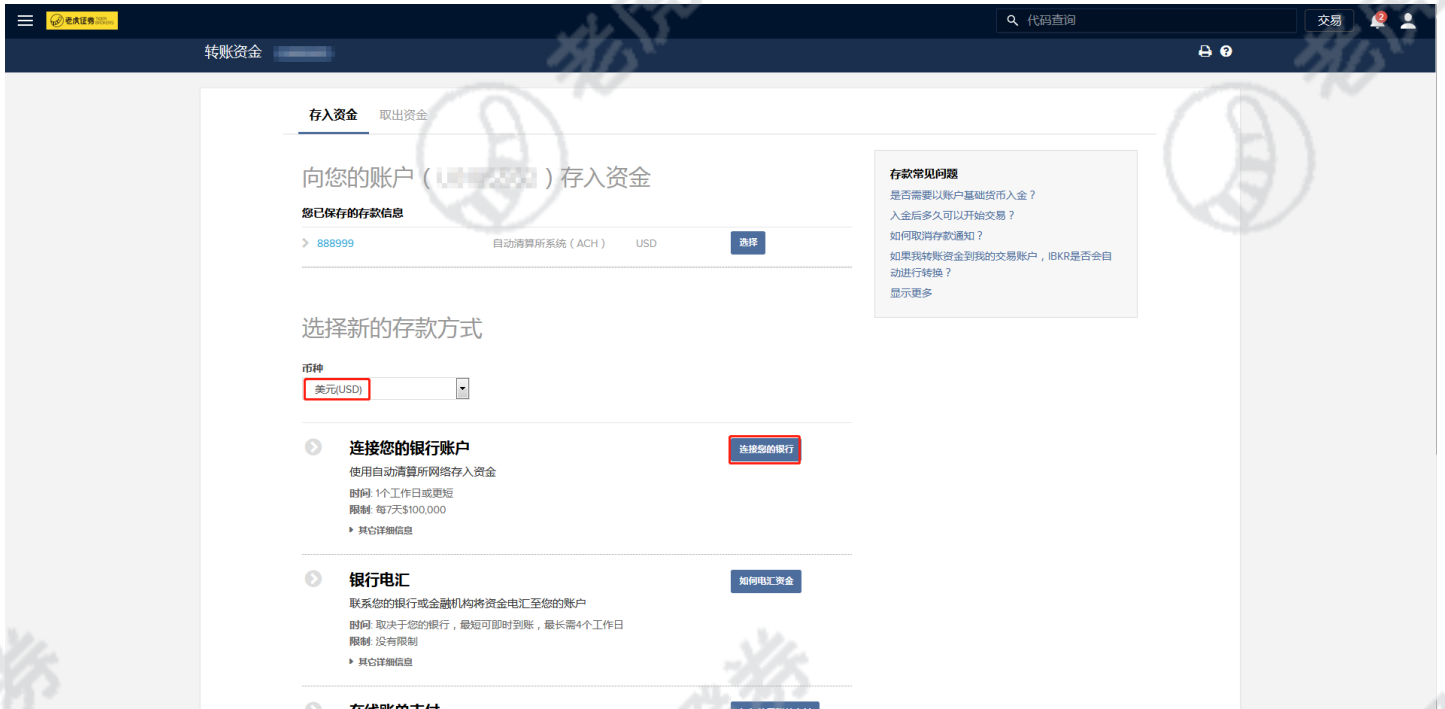 老虎证券 TIGER BROKERS
代码查询
交易
2
转账资金
存入资金
取出资金
向您的账户 (
) 存入资金
您已保存的存款信息
888999
自动清算所系统 ( ACH )
USD
选择
存款常见问题
是否需要以账户基础货币入金？
入金后多久可以开始交易？
如何取消存款通知？
如果我转账资金到我的交易账户，IBKR是否会自
动进行转换？
显示更多
选择新的存款方式
币种
美元(USD)
连接您的银行账户
连接您的银行
使用自动清算所网络存入资金
时间: 1个工作日或更短
限制: 每7天$100,000
其它详细信息
银行电汇
如何电汇资金
联系您的银行或金融机构将资金电汇至您的账户
时间: 取决于您的银行，最短可即时到账，最长需4个工作日
限制: 没有限制
其它详细信息
在线账单支付